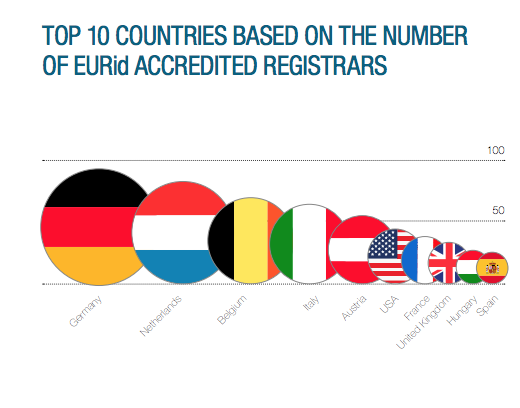 TOP 10 COUNTRIES BASED ON THE NUMBER
OF EURid ACCREDITED REGISTRARS
100
50
Germany
Netherlands
Belgium
Italy
Austria
USA
France
United Kingdom
Hungary
Spain